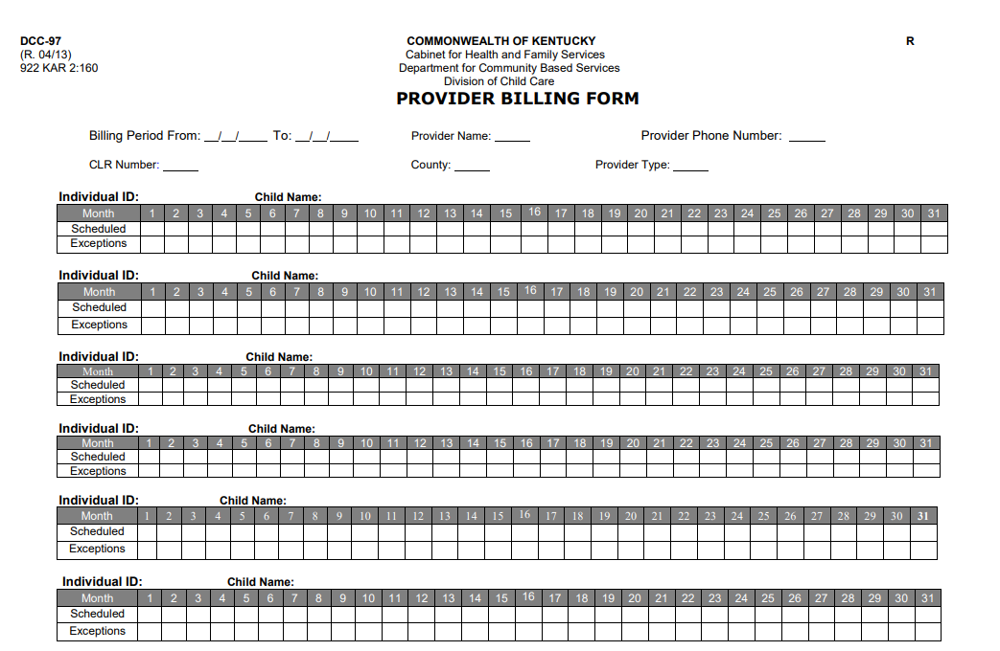 DCC-97 COMMONWEALTH OF KENTUCKY R
(R. 04/13) Cabinet for Health and Family Services
922 KAR 2:160 Department for Community Based Services
Division of Child Care
PROVIDER BILLING FORM
Billing Period From: __/__/____ To: __/__/____ Provider Name: _____ Provider Phone Number: _____
CLR Number: _____ County: _____ Provider Type: _____
Individual ID: Child Name:
Month 1 2 3 4 5 6 7 8 9 10 11 12 13 14 15 16 17 18 19 20 21 22 23 24 25 26 27 28 29 30 31
Scheduled
Exceptions
Individual ID: Child Name:
Month 1 2 3 4 5 6 7 8 9 10 11 12 13 14 15 16 17 18 19 20 21 22 23 24 25 26 27 28 29 30 31
Scheduled
Exceptions
Individual ID: Child Name:
Month 1 2 3 4 5 6 7 8 9 10 11 12 13 14 15 16 17 18 19 20 21 22 23 24 25 26 27 28 29 30 31
Scheduled
Exceptions
Individual ID: Child Name:
Month 1 2 3 4 5 6 7 8 9 10 11 12 13 14 15 16 17 18 19 20 21 22 23 24 25 26 27 28 29 30 31
Scheduled
Exceptions
Individual ID: Child Name:
Month 1 2 3 4 5 6 7 8 9 10 11 12 13 14 15 16 17 18 19 20 21 22 23 24 25 26 27 28 29 30 31
Scheduled
Exceptions
Individual ID: Child Name:
Month 1 2 3 4 5 6 7 8 9 10 11 12 13 14 15 16 17 18 19 20 21 22 23 24 25 26 27 28 29 30 31
Scheduled
Exceptions